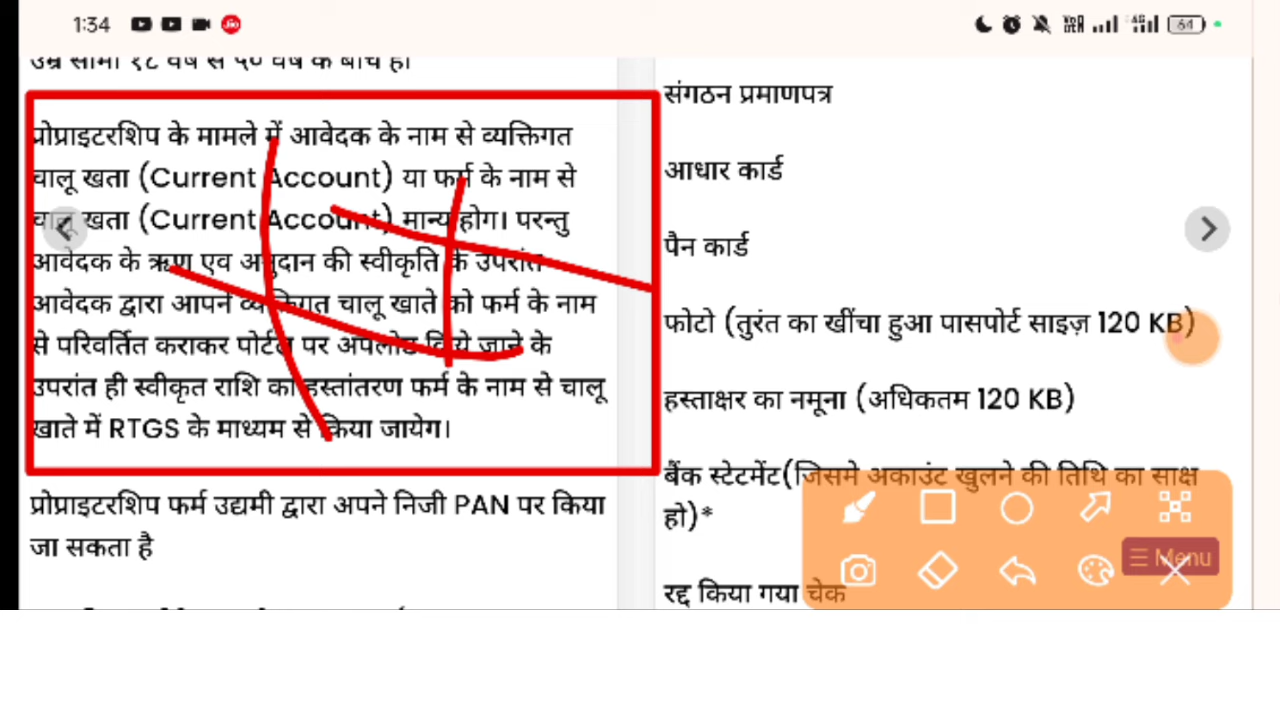 1:34
64
उम्र सीमा १८ वर्ष से ५० वर्ष के बीच हो
प्रोप्राइटरशिप के मामले में आवेदक के नाम से व्यक्तिगत
चालू खता (Current Account) या फर्म के नाम से
चालू खता (Current Account) मान्य होग। परन्तु
आवेदक के ऋण एव अनुदान की स्वीकृति के उपरांत
आवेदक द्वारा आपने व्यक्तिगत चालू खाते को फर्म के नाम
से परिवर्तित कराकर पोर्टल पर अपलोड किये जाने के
उपरांत ही स्वीकृत राशि का हस्तांतरण फर्म के नाम से चालू
खाते में RTGS के माध्यम से किया जायेग।
प्रोप्राइटरशिप फर्म उद्यमी द्वारा अपने निजी PAN पर किया
जा सकता है
संगठन प्रमाणपत्र
आधार कार्ड
पैन कार्ड
फोटो (तुरंत का खींचा हुआ पासपोर्ट साइज़ 120 KB)
हस्ताक्षर का नमूना (अधिकतम 120 KB)
बैंक स्टेटमेंट(जिसमे अकाउंट खुलने की तिथि का साक्ष
हो)*
Menu
रद्द किया गया चेक